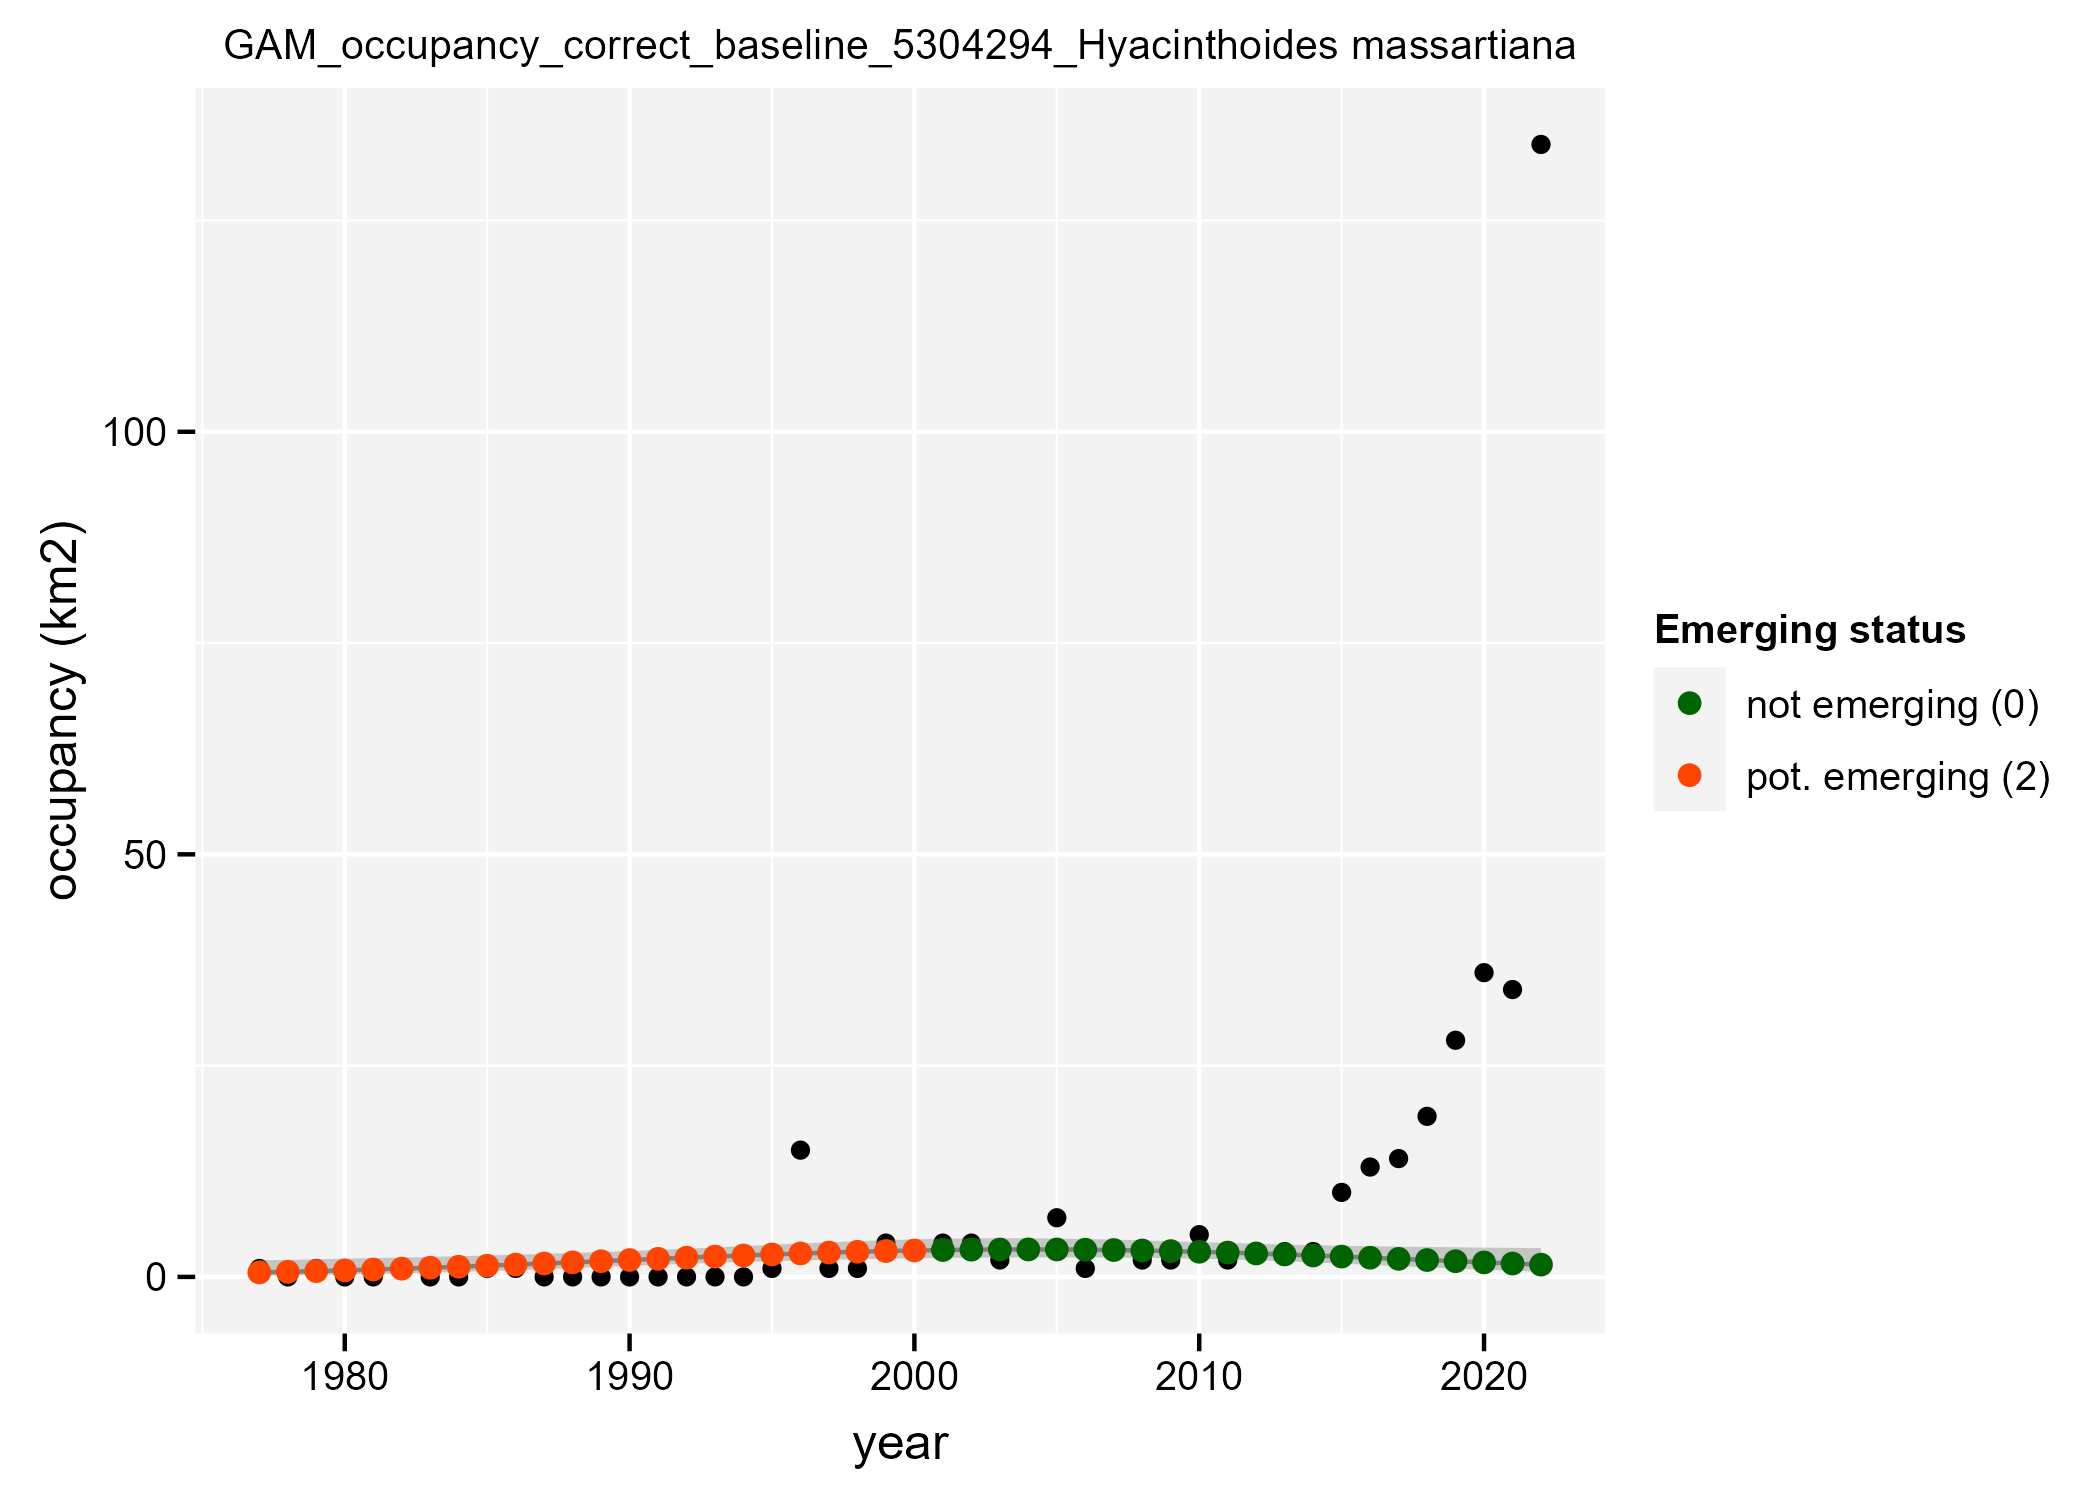 GAM_occupancy_correct_baseline_5304294_Hyacinthoides massartiana
100
50
0
occupancy (km2)
1980 1990 2000 2010 2020
year
Emerging status
not emerging (0)
pot. emerging (2)